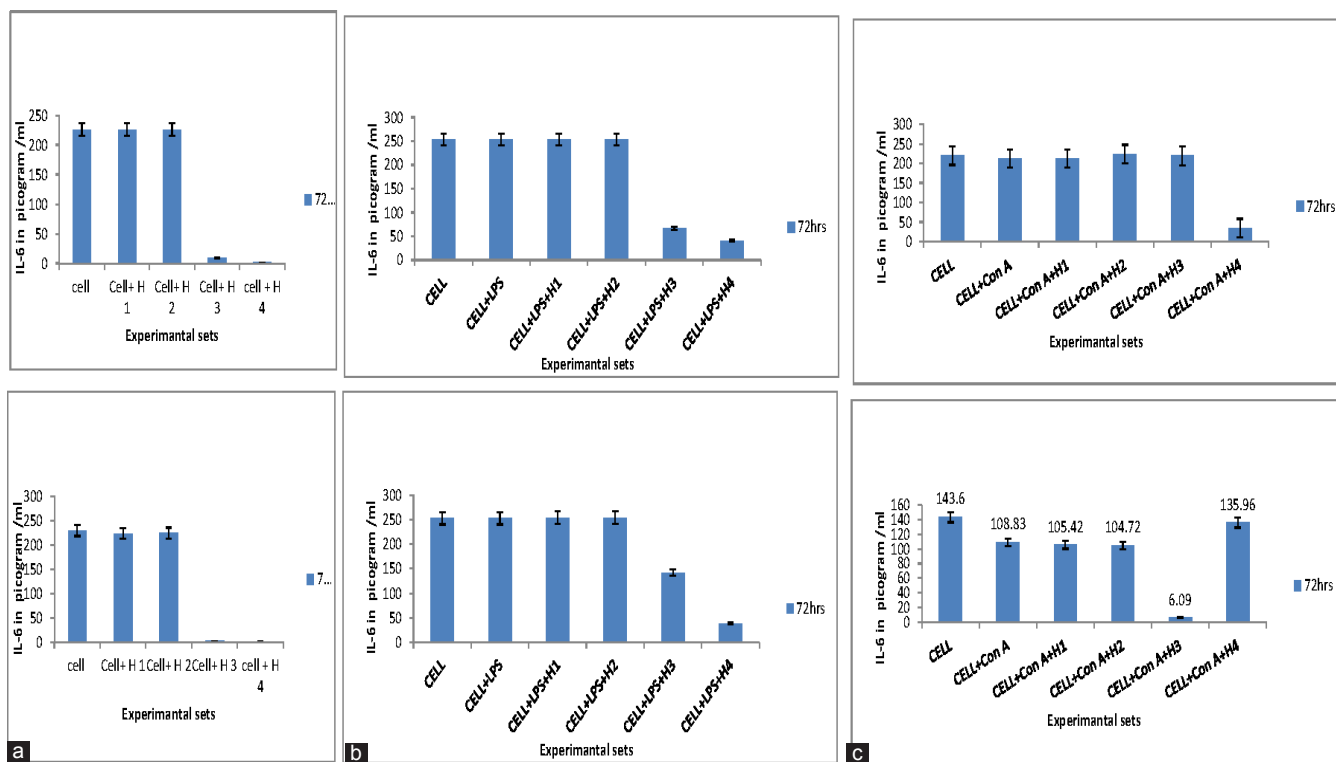 IL-6 in picogram /ml
250
200
150
100
50
0
cell
Cell+ H 1
Cell+ H 2
Cell+ H 3
cell + H 4
Experimantal sets
72...
IL-6 in picogram /ml
300
250
200
150
100
50
0
CELL
CELL+LPS
CELL+LPS+H1
CELL+LPS+H2
CELL+LPS+H3
CELL+LPS+H4
Experimantal sets
72hrs
IL-6 in picogram /ml
300
250
200
150
100
50
0
CELL
CELL+Con A
CELL+Con A+H1
CELL+Con A+H2
CELL+Con A+H3
CELL+Con A+H4
Experimantal sets
72hrs
IL-6 in picogram /ml
300
250
200
150
100
50
0
cell
Cell+ H 1
Cell+ H 2
Cell+ H 3
cell + H 4
Experimantal sets
7...
a
IL-6 in picogram /ml
300
250
200
150
100
50
0
CELL
CELL+LPS
CELL+LPS+H1
CELL+LPS+H2
CELL+LPS+H3
CELL+LPS+H4
Experimantal sets
72hrs
b
IL-6 in picogram /ml
160
140
120
100
80
60
40
20
0
143.6
108.83
105.42
104.72
6.09
135.96
CELL
CELL+Con A
CELL+Con A+H1
CELL+Con A+H2
CELL+Con A+H3
CELL+Con A+H4
Experimantal sets
72hrs
c